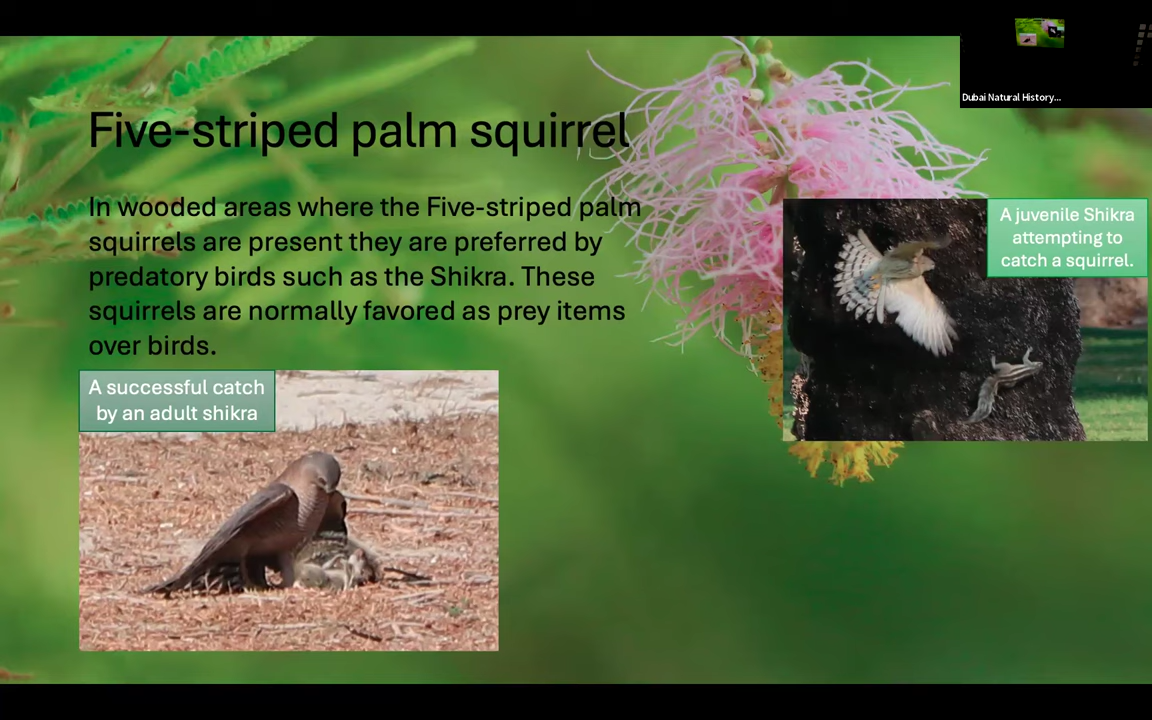 Dubai Natural History...
Five-striped palm squirrel
In wooded areas where the Five-striped palm
squirrels are present they are preferred by
predatory birds such as the Shikra. These
squirrels are normally favored as prey items
over birds.
A juvenile Shikra
attempting to
catch a squirrel.
A successful catch
by an adult shikra